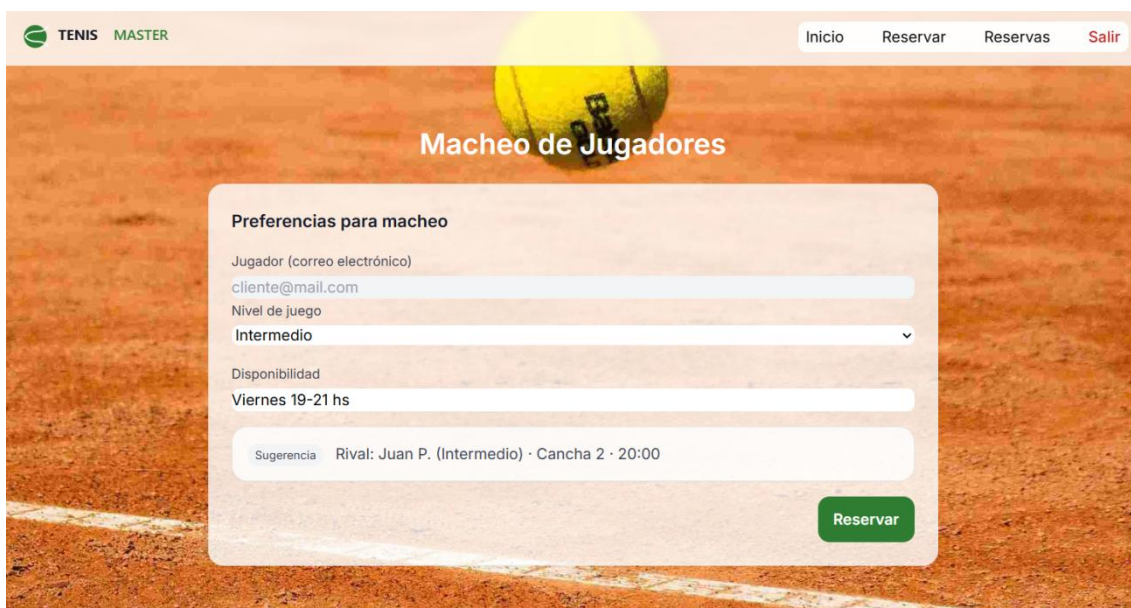 TENIS MASTER
Inicio Reservar Reservas Salir
Macheo de Jugadores
Preferencias para macheo
Jugador (correo electrónico)
cliente@mail.com
Nivel de juego
Intermedio
Disponibilidad
Viernes 19-21 hs
Sugerencia Rival: Juan P. (Intermedio) · Cancha 2 · 20:00
Reservar